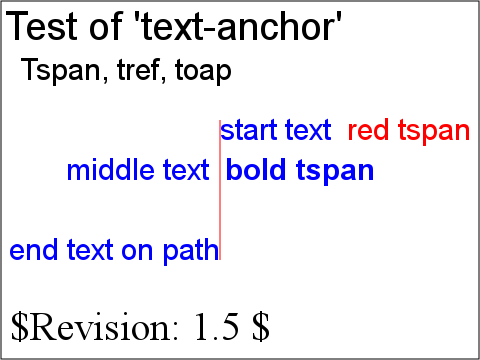 Test of 'text-anchor'
Tspan, tref, toap
start text red tspan
middle text bold tspan
end text on path
$Revision: 1.5 $